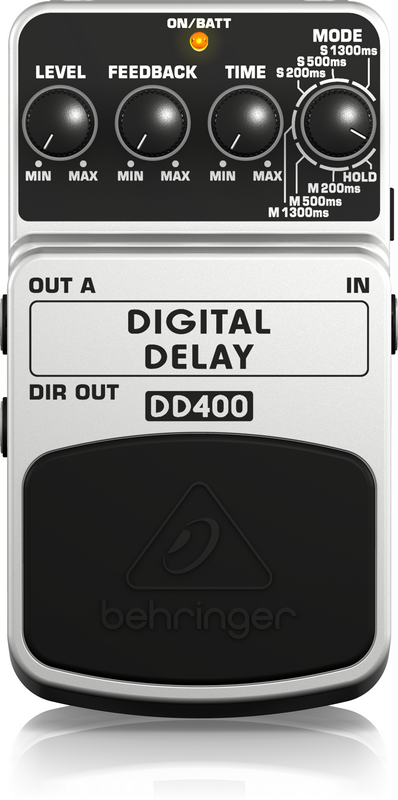 ON/BATT
MODE
S 1300ms
S 500ms
S 200ms
LEVEL FEEDBACK TIME
MIN MAX MIN MAX MIN MAX
HOLD
M 200ms
M 500ms
M 1300ms
OUT A
IN
DIGITAL
DELAY
DIR OUT
DD400
behringer